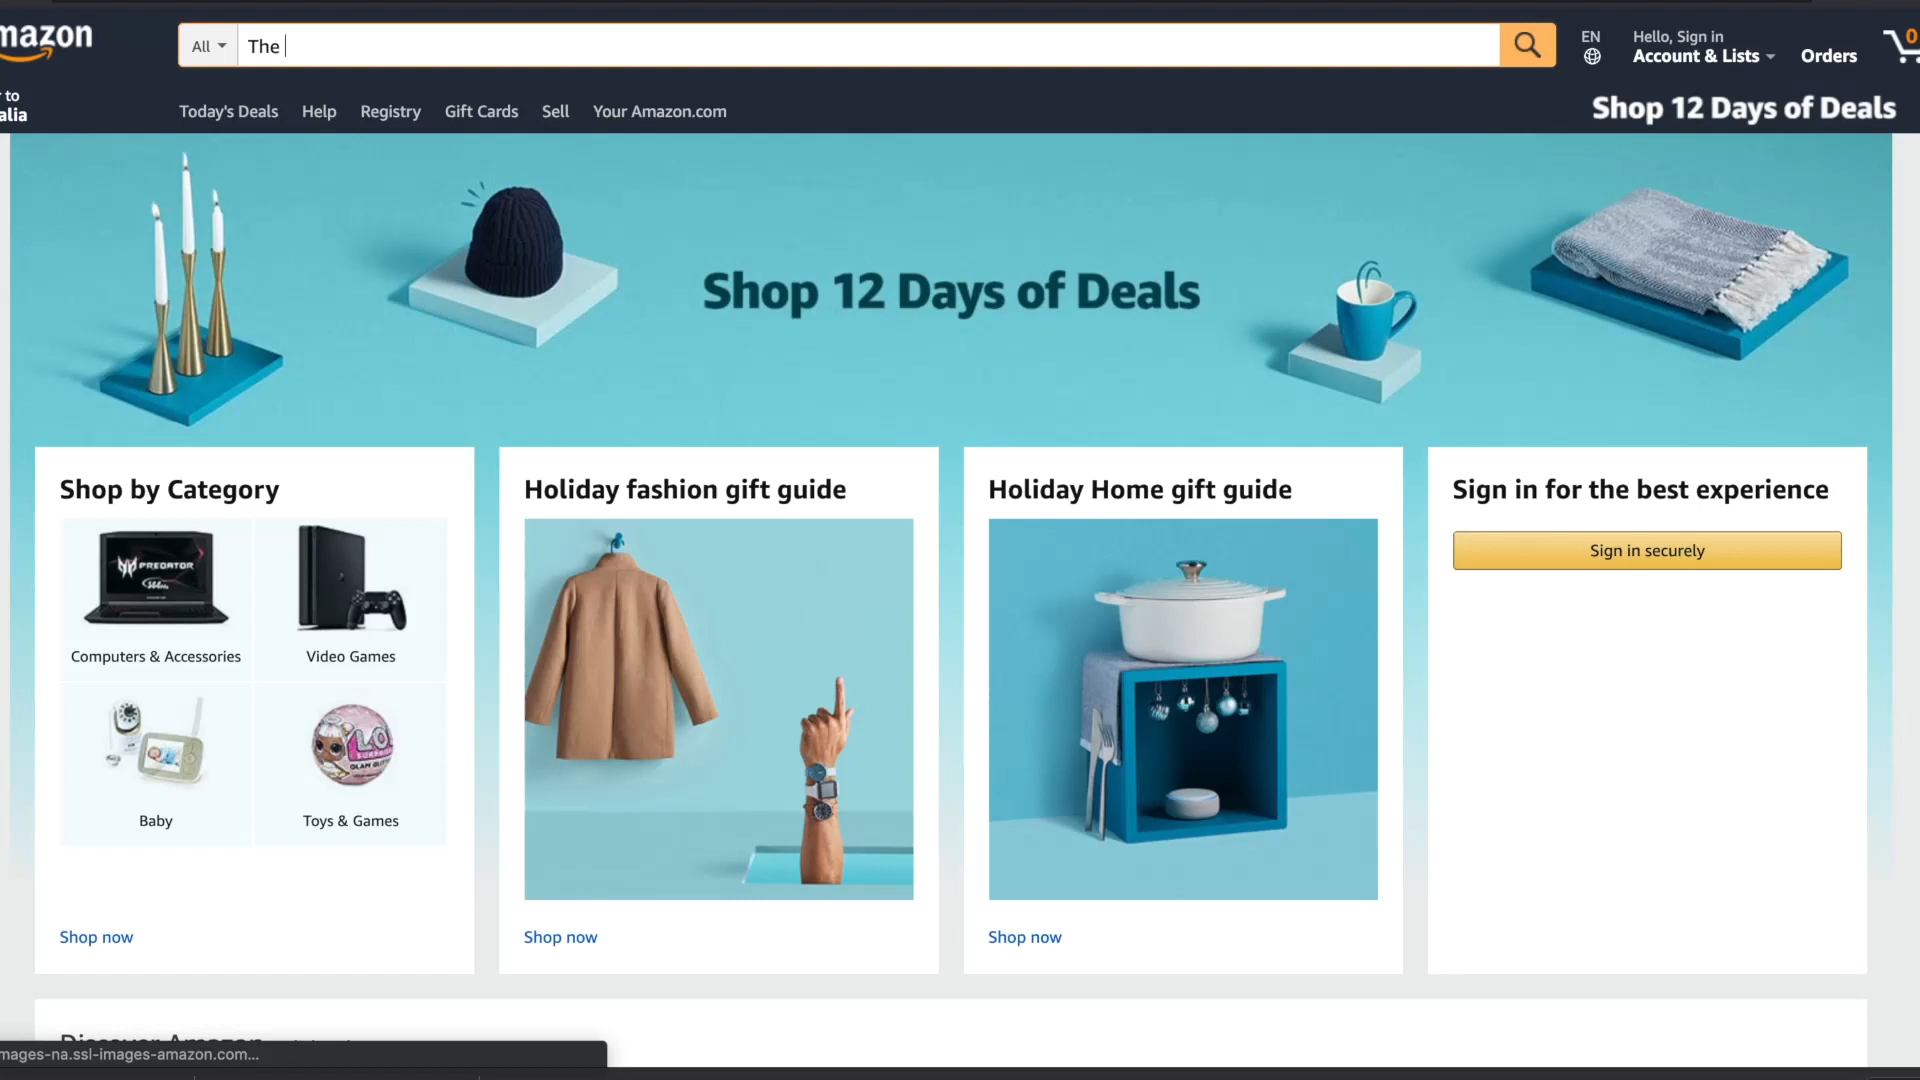 mazon
All
The
EN
Hello, Sign in
Account & Lists
Orders
0
r to
alia
Today's Deals
Help
Registry
Gift Cards
Sell
Your Amazon.com
Shop 12 Days of Deals
Shop 12 Days of Deals
Shop by Category
PREDATOR
Computers & Accessories
Video Games
Baby
L.O.L.
SURPRISE
Toys & Games
Shop now
Holiday fashion gift guide
Shop now
Holiday Home gift guide
Shop now
Sign in for the best experience
Sign in securely
Discover Amazon
mages-na.ssl-images-amazon.com...